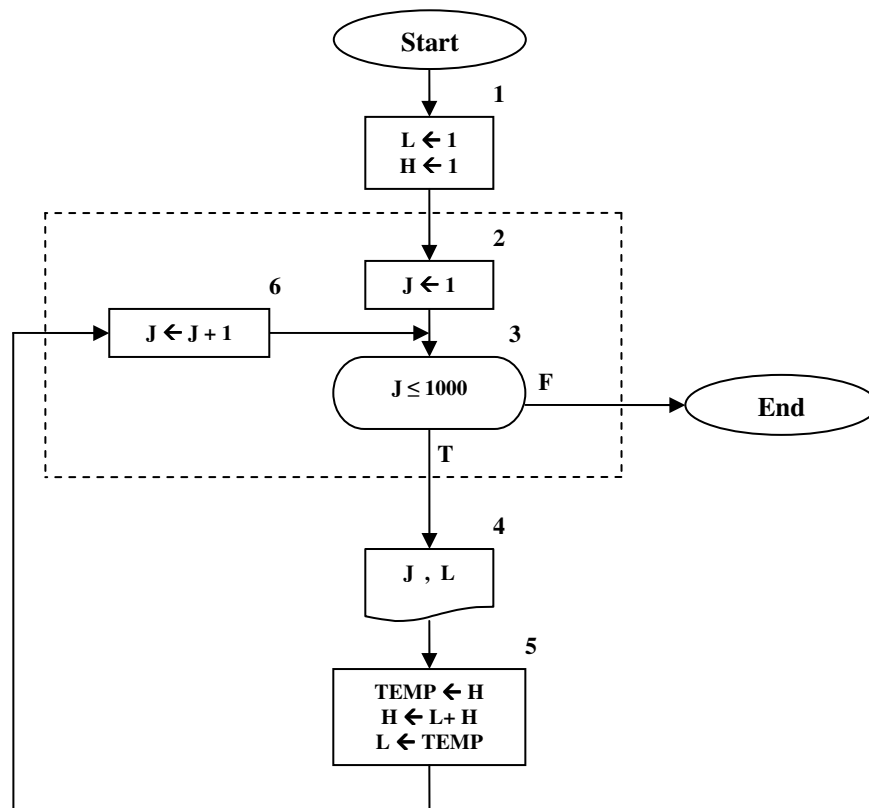 Start
1
L ← 1
H ← 1
2
J ← 1
6
J ← J + 1
3
J ≤ 1000
F
End
T
4
J , L
5
TEMP ← H
H ← L+ H
L ← TEMP